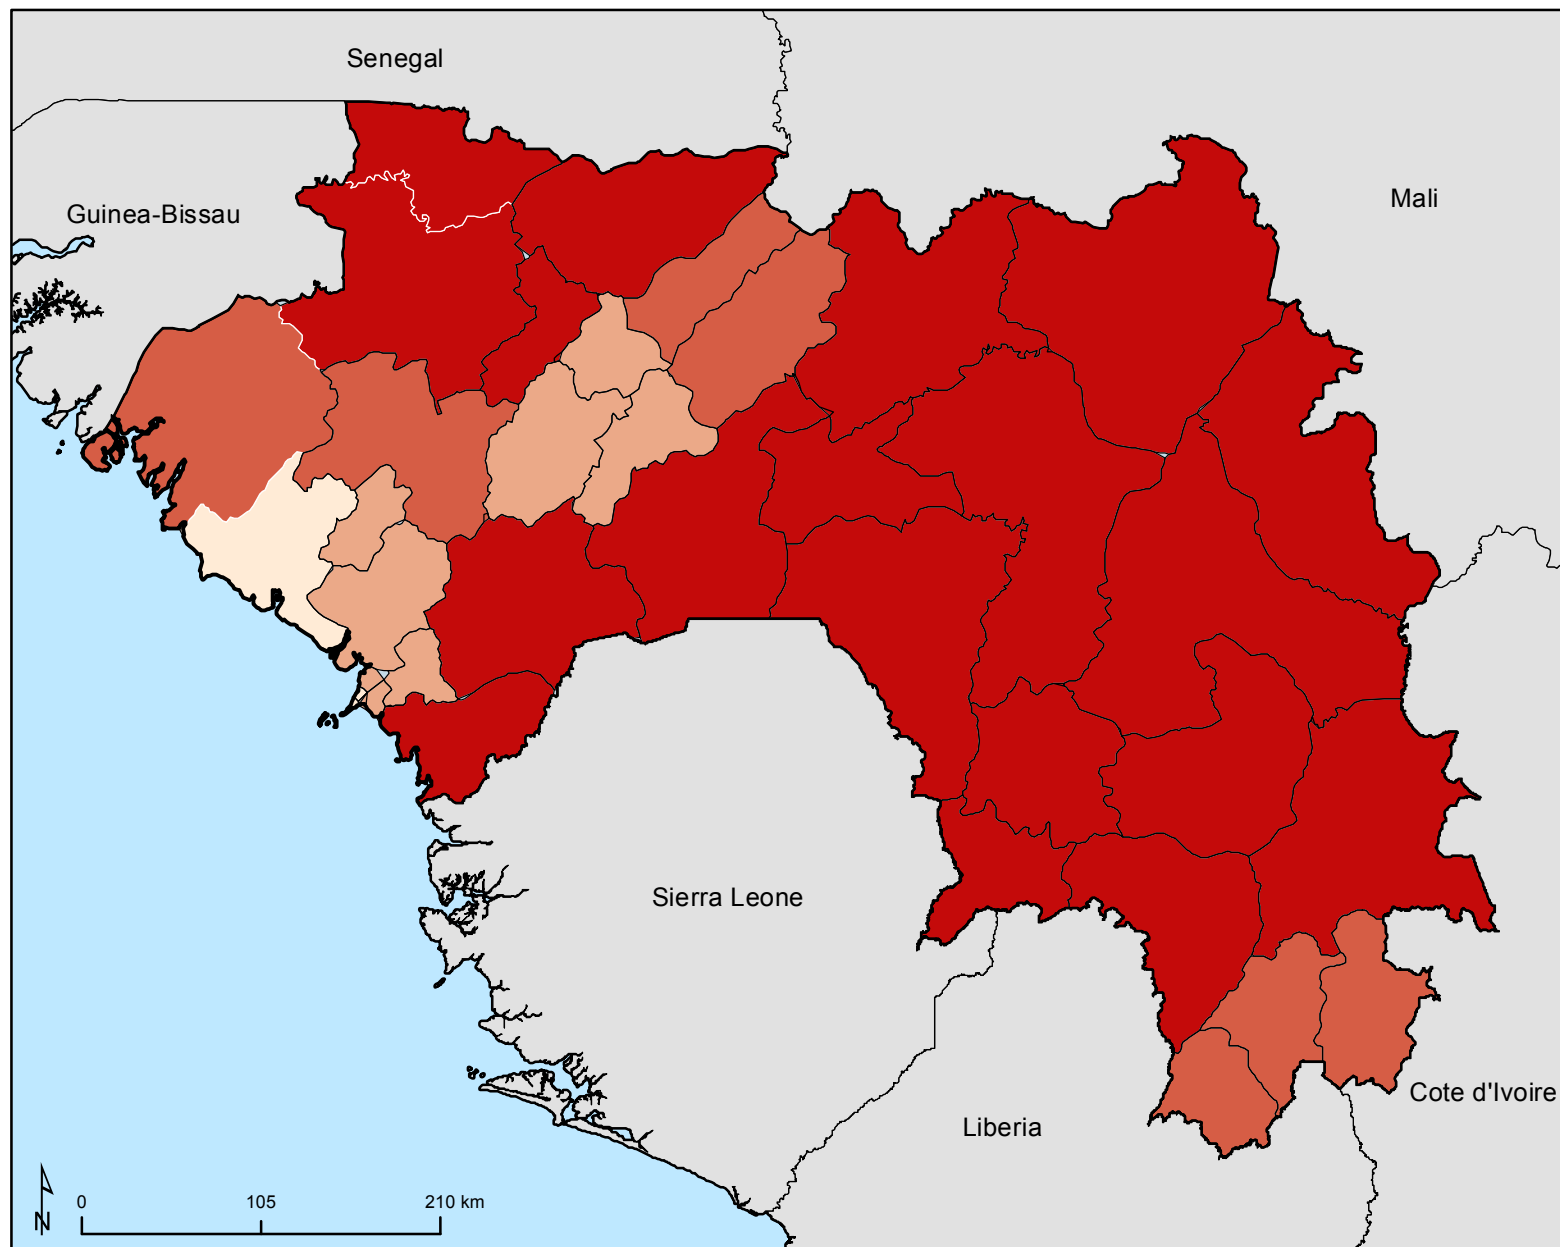 Senegal
Mali
Guinea-Bissau
Sierra Leone
Cote d'Ivoire
Liberia
N
0 105 210 km